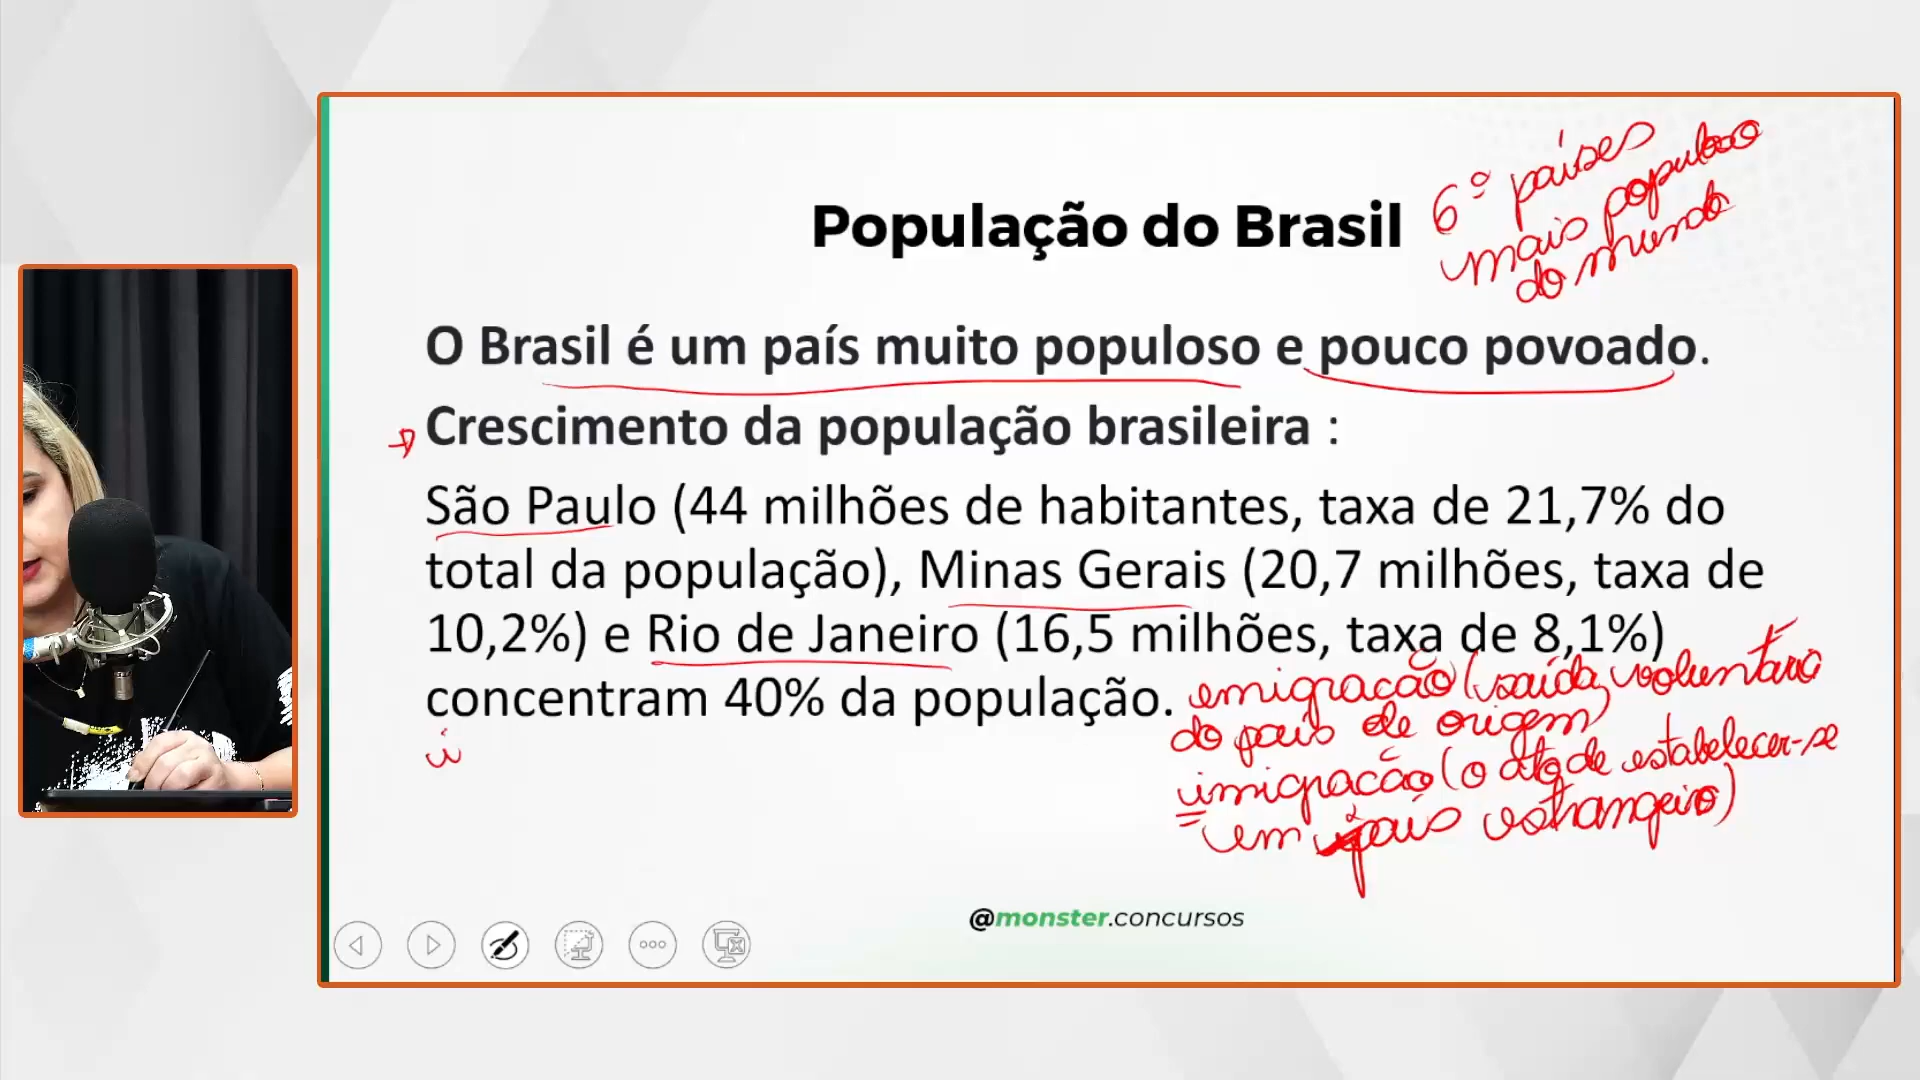 População do Brasil
6º países
mais populoso
do mundo
O Brasil é um país muito populoso e pouco povoado.
Crescimento da população brasileira :
São Paulo (44 milhões de habitantes, taxa de 21,7% do
total da população), Minas Gerais (20,7 milhões, taxa de
10,2%) e Rio de Janeiro (16,5 milhões, taxa de 8,1%)
concentram 40% da população.
emigração (saída voluntária
do país de origem)
imigração (o ato de estabelecer-se
em país estrangeiro)
@monster.concursos